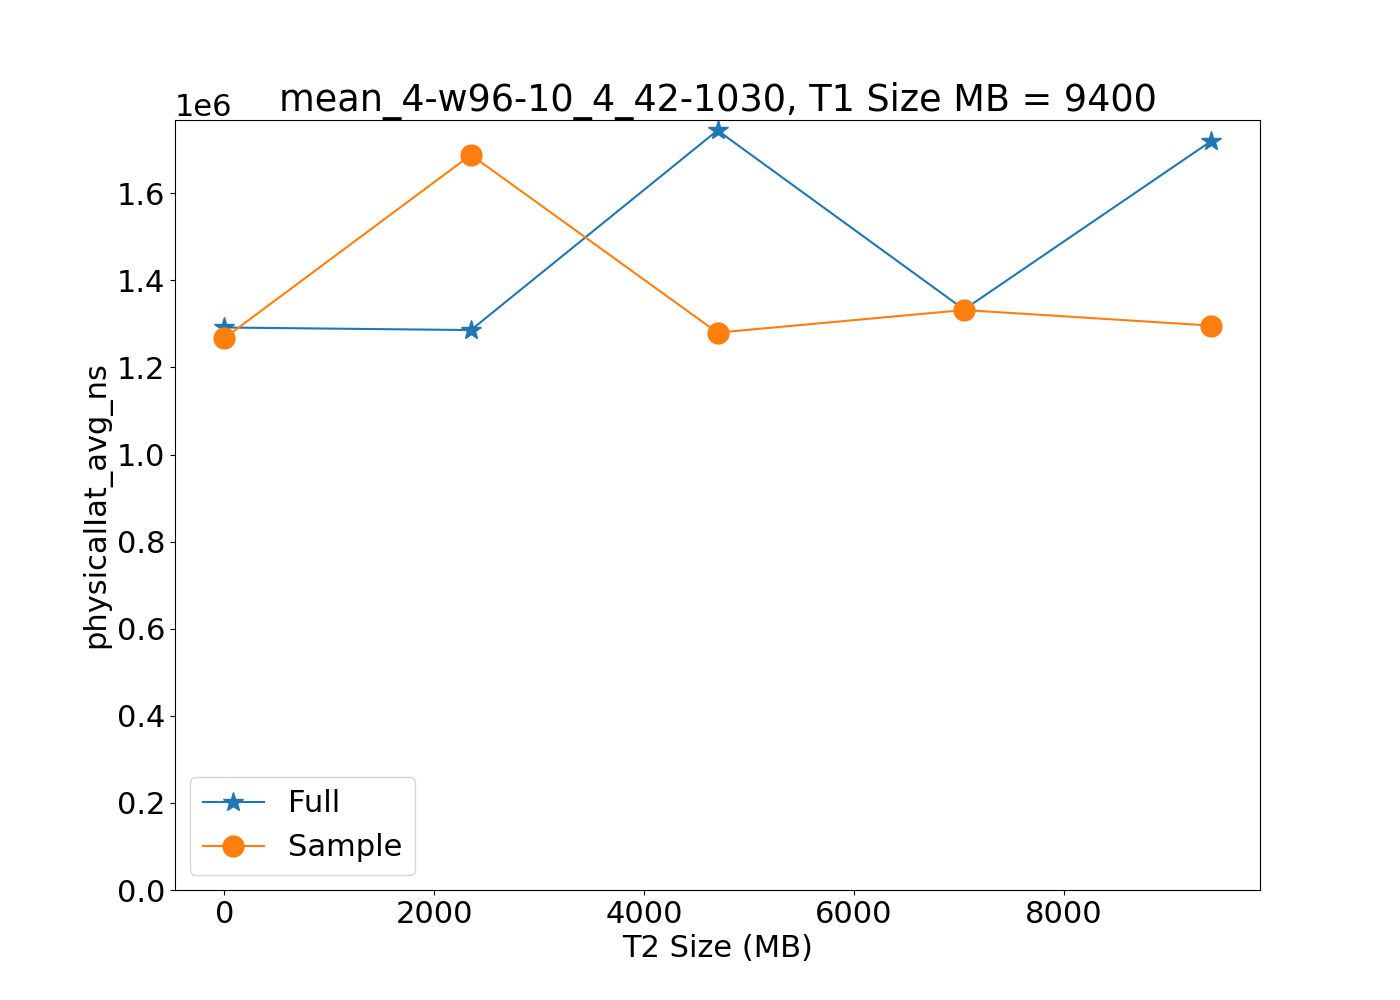 1e6
mean_4-w96-10_4_42-1030, T1 Size MB = 9400
1.6
1.4
1.2
1.0
0.8
0.6
0.4
0.2
0.0
physicallat_avg_ns
Full
Sample
0 2000 4000 6000 8000
T2 Size (MB)